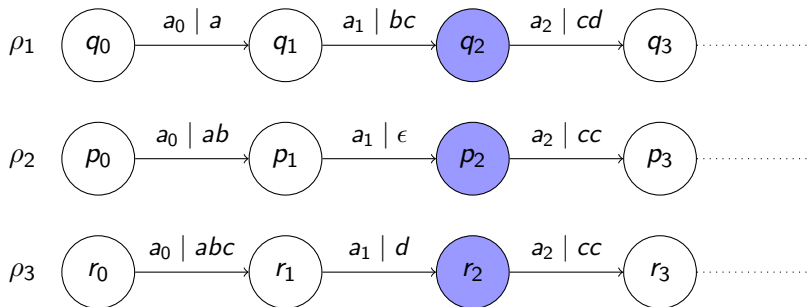 a₀ | a a₁ | bc a₂ | cd
ρ₁ q₀ q₁ q₂ q₃
a₀ | ab a₁ | ϵ a₂ | cc
ρ₂ p₀ p₁ p₂ p₃
a₀ | abc a₁ | d a₂ | cc
ρ₃ r₀ r₁ r₂ r₃